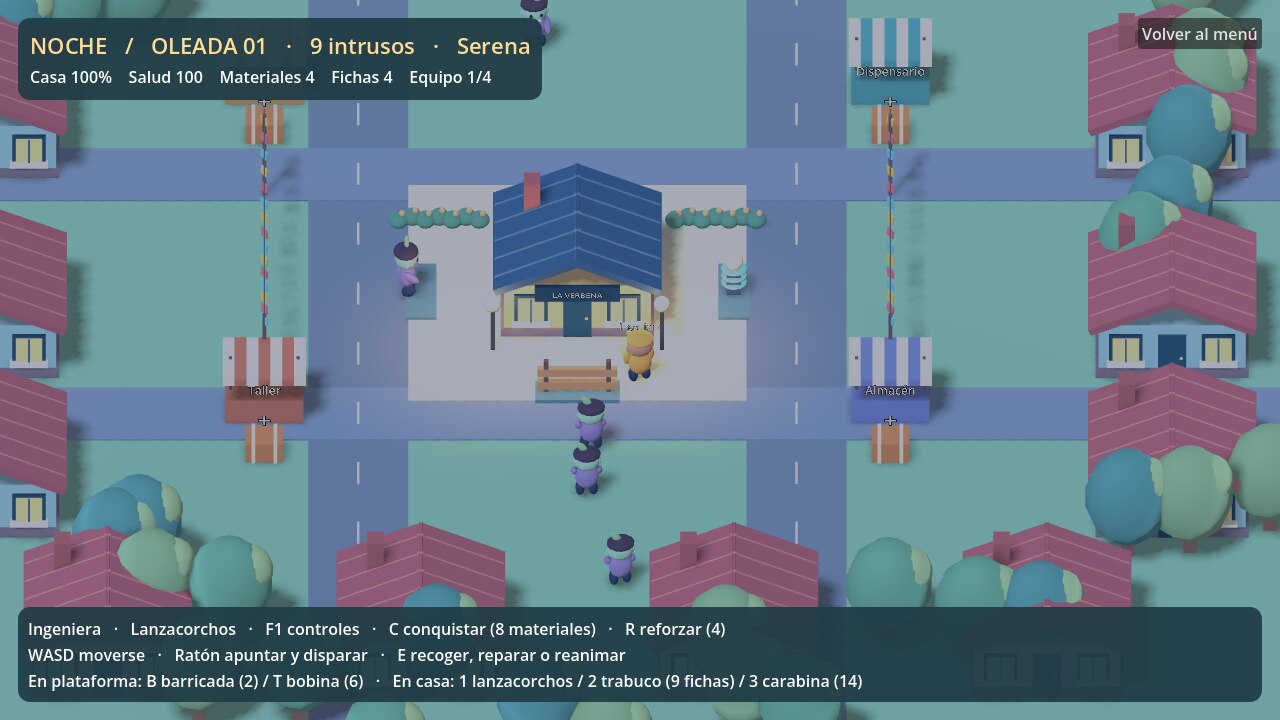 NOCHE / OLEADA 01 · 9 intrusos · Serena
Casa 100% Salud 100 Materiales 4 Fichas 4 Equipo 1/4
Volver al menú
Dispensario
LA VERBENA
Taller
Almacén
Ingeniera · Lanzacorchos · F1 controles · C conquistar (8 materiales) · R reforzar (4)
WASD moverse · Ratón apuntar y disparar · E recoger, reparar o reanimar
En plataforma: B barricada (2) / T bobina (6) · En casa: 1 lanzacorchos / 2 trabuco (9 fichas) / 3 carabina (14)